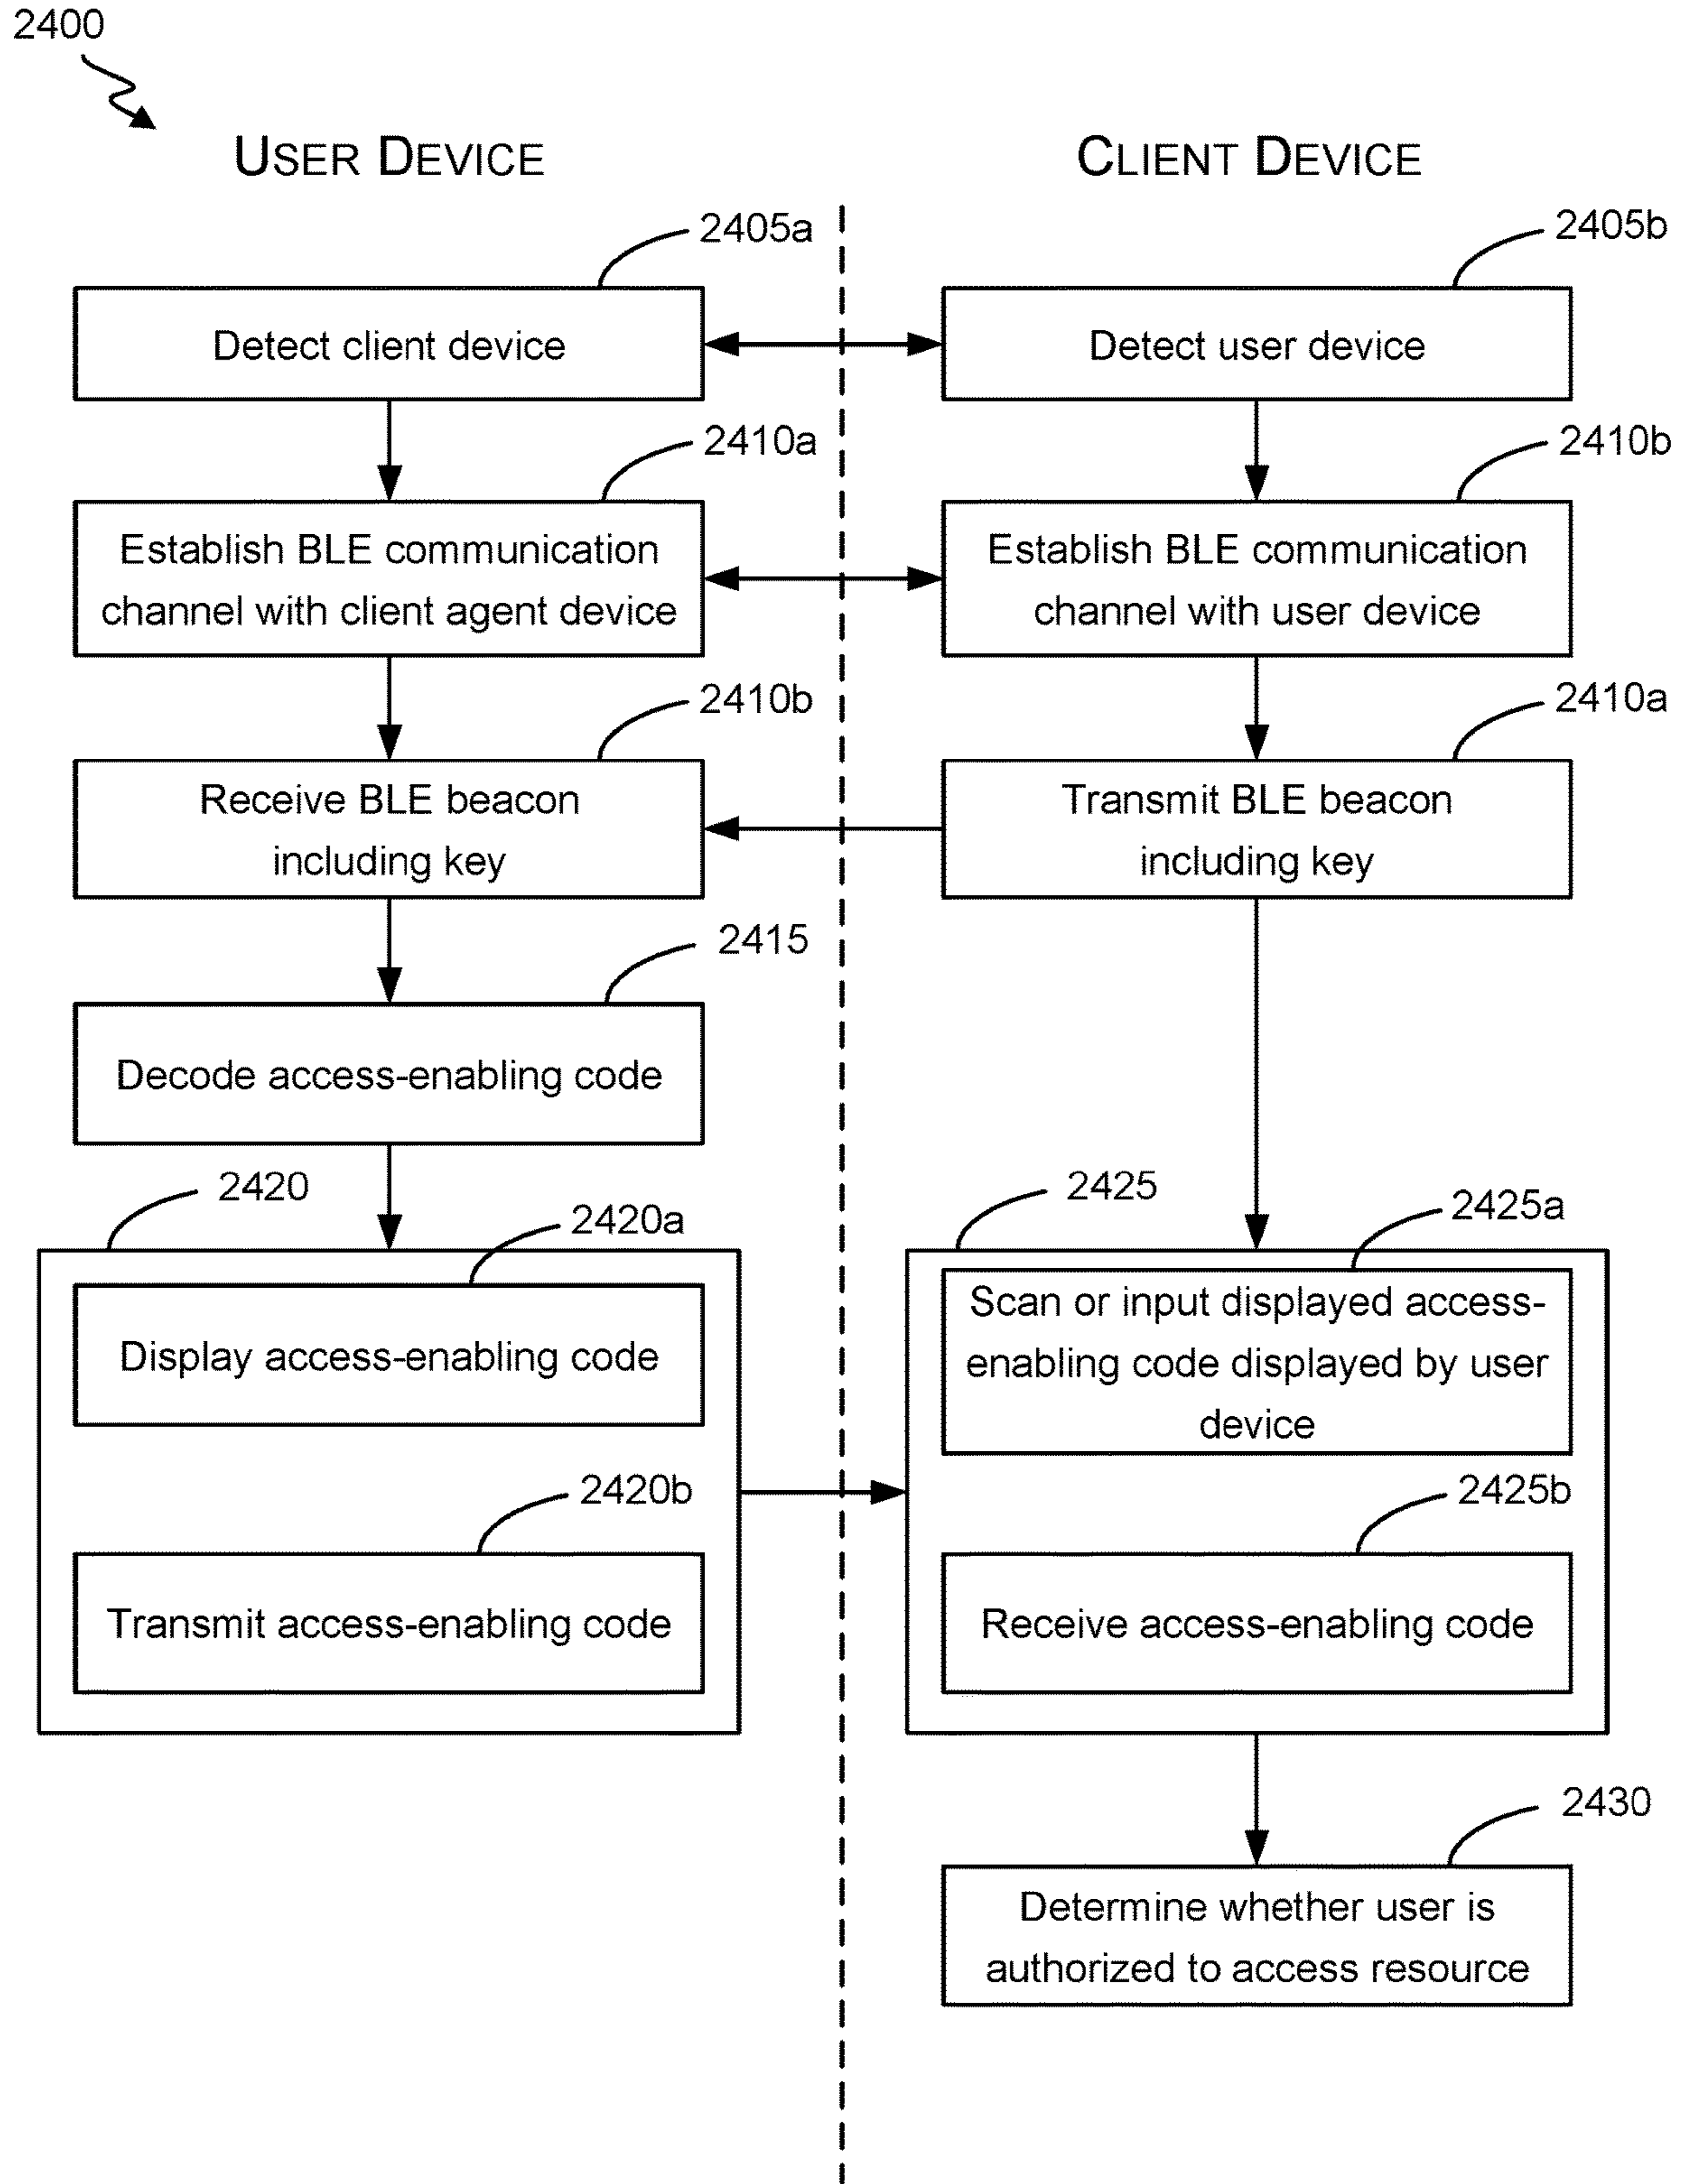 2400
USER DEVICE
CLIENT DEVICE
2405a
2405b
Detect client device
Detect user device
2410a
2410b
Establish BLE communication
channel with client agent device
Establish BLE communication
channel with user device
2410b
2410a
Receive BLE beacon
including key
Transmit BLE beacon
including key
2415
Decode access-enabling code
2420
2420a
Display access-enabling code
2420b
Transmit access-enabling code
2425
2425a
Scan or input displayed access-
enabling code displayed by user
device
2425b
Receive access-enabling code
2430
Determine whether user is
authorized to access resource